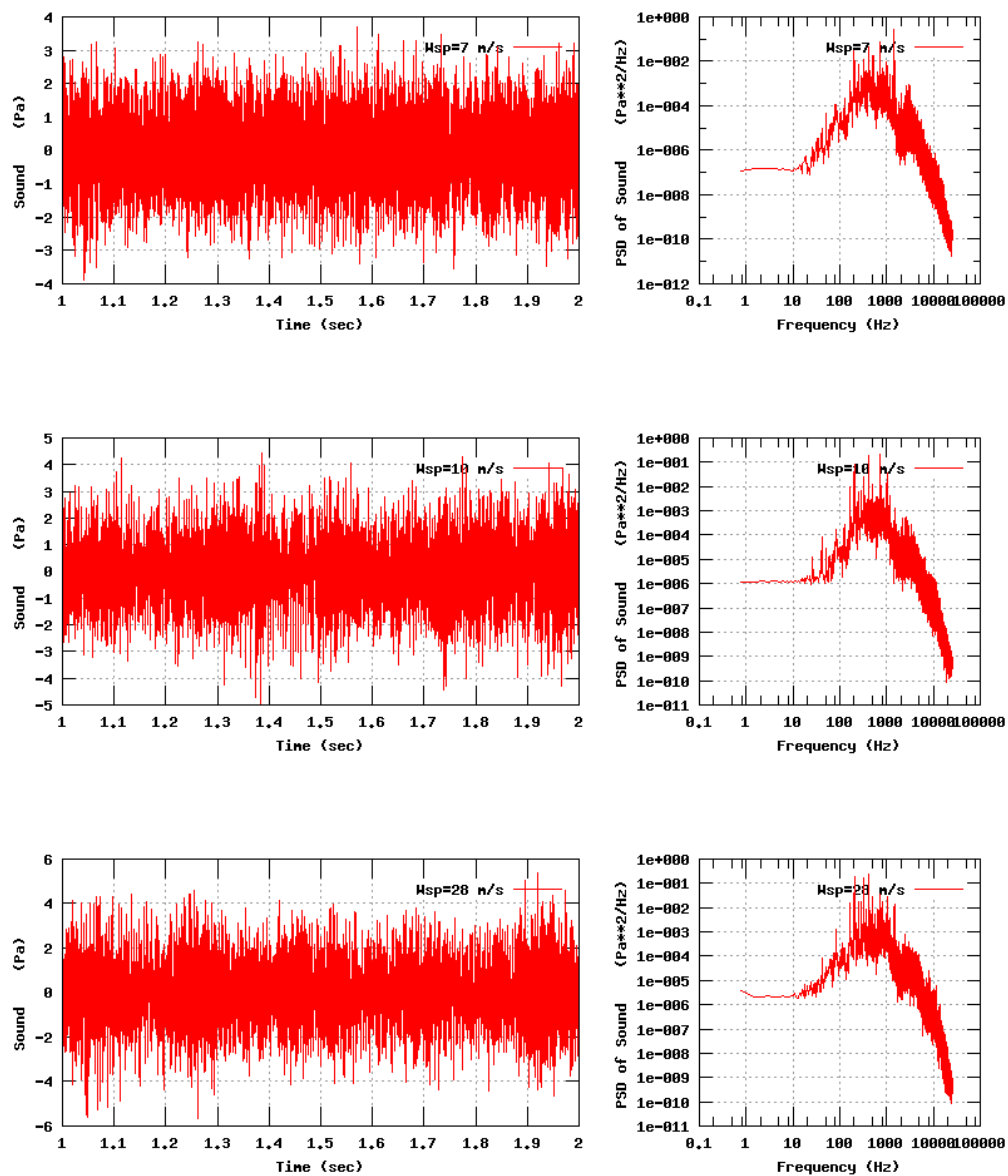 4
3
2
1
0
-1
-2
-3
-4
Sound (Pa)
Wsp=7 m/s
1 1.1 1.2 1.3 1.4 1.5 1.6 1.7 1.8 1.9 2
Time (sec)
1e+000
1e-002
1e-004
1e-006
1e-008
1e-010
1e-012
PSD of Sound (Pa**2/Hz)
Wsp=7 m/s
0.1 1 10 100 1000 10000 100000
Frequency (Hz)
5
4
3
2
1
0
-1
-2
-3
-4
-5
Sound (Pa)
Wsp=10 m/s
1 1.1 1.2 1.3 1.4 1.5 1.6 1.7 1.8 1.9 2
Time (sec)
1e+000
1e-001
1e-002
1e-003
1e-004
1e-005
1e-006
1e-007
1e-008
1e-009
1e-010
1e-011
PSD of Sound (Pa**2/Hz)
Wsp=10 m/s
0.1 1 10 100 1000 10000 100000
Frequency (Hz)
6
4
2
0
-2
-4
-6
Sound (Pa)
Wsp=28 m/s
1 1.1 1.2 1.3 1.4 1.5 1.6 1.7 1.8 1.9 2
Time (sec)
1e+000
1e-001
1e-002
1e-003
1e-004
1e-005
1e-006
1e-007
1e-008
1e-009
1e-010
1e-011
PSD of Sound (Pa**2/Hz)
Wsp=28 m/s
0.1 1 10 100 1000 10000 100000
Frequency (Hz)